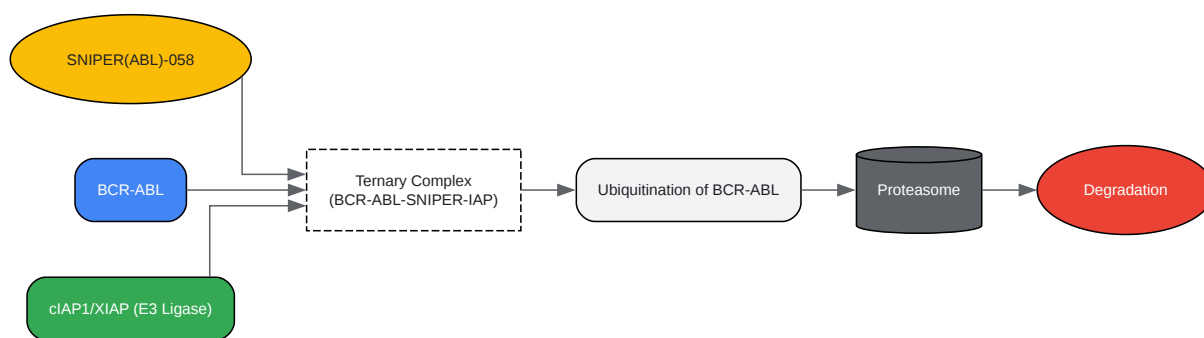 SNIPER(ABL)-058
BCR-ABL
cIAP1/XIAP (E3 Ligase)
Ternary Complex
(BCR-ABL-SNIPER-IAP)
Ubiquitination of BCR-ABL
Proteasome
Degradation